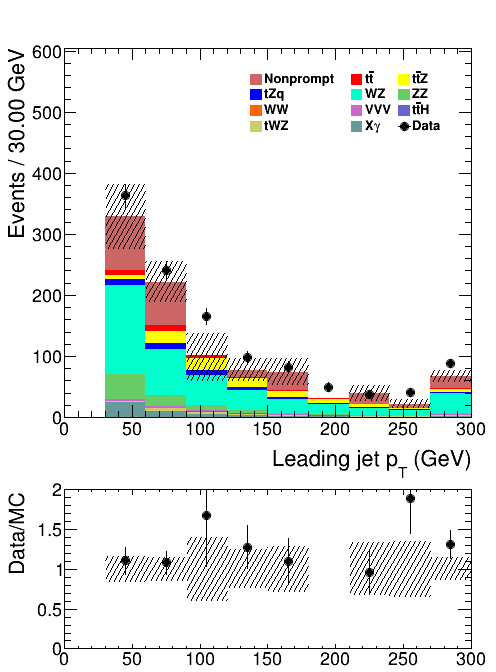 Events / 30.00 GeV
600
500
400
300
200
100
0
Nonprompt tt̄ tt̄Z
tZq WZ ZZ
WW VVV tt̄H
tWZ Xγ Data
0 50 100 150 200 250 300
Leading jet pT (GeV)
Data/MC
2
1.5
1
0.5
0
0 50 100 150 200 250 300